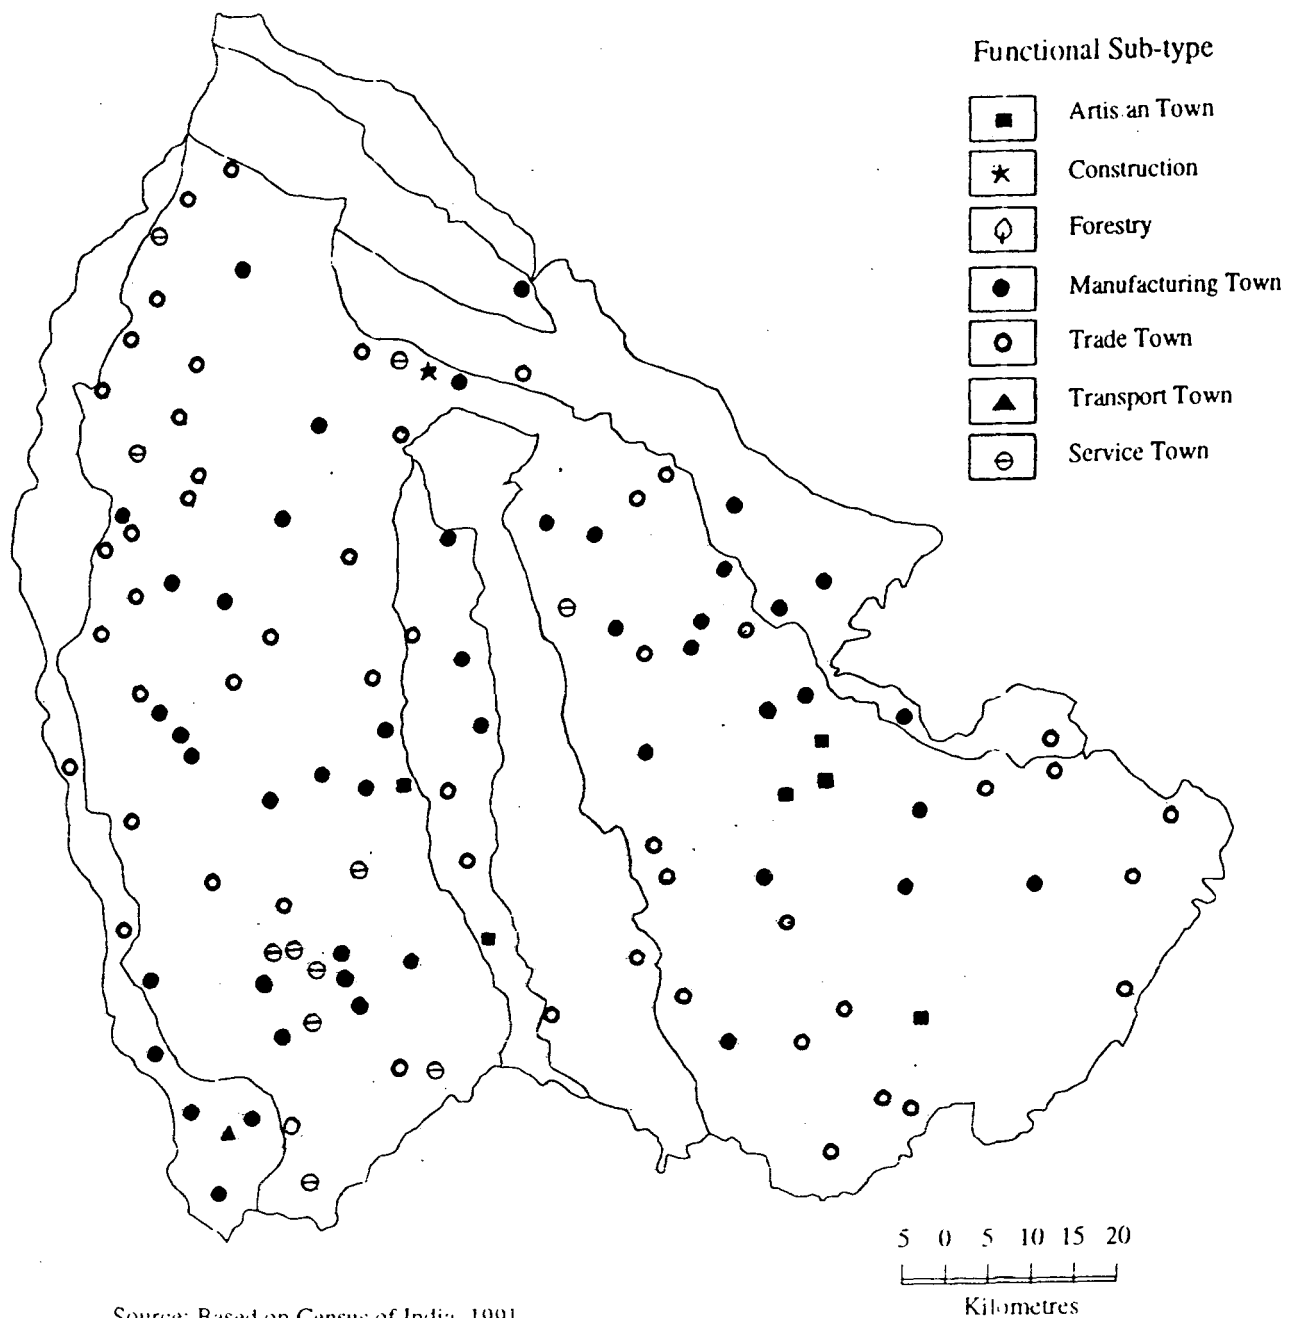 Functional Sub-type
Artisan Town
Construction
Forestry
Manufacturing Town
Trade Town
Transport Town
Service Town
5 0 5 10 15 20
Kilometres
Source: Based on Census of India, 1991